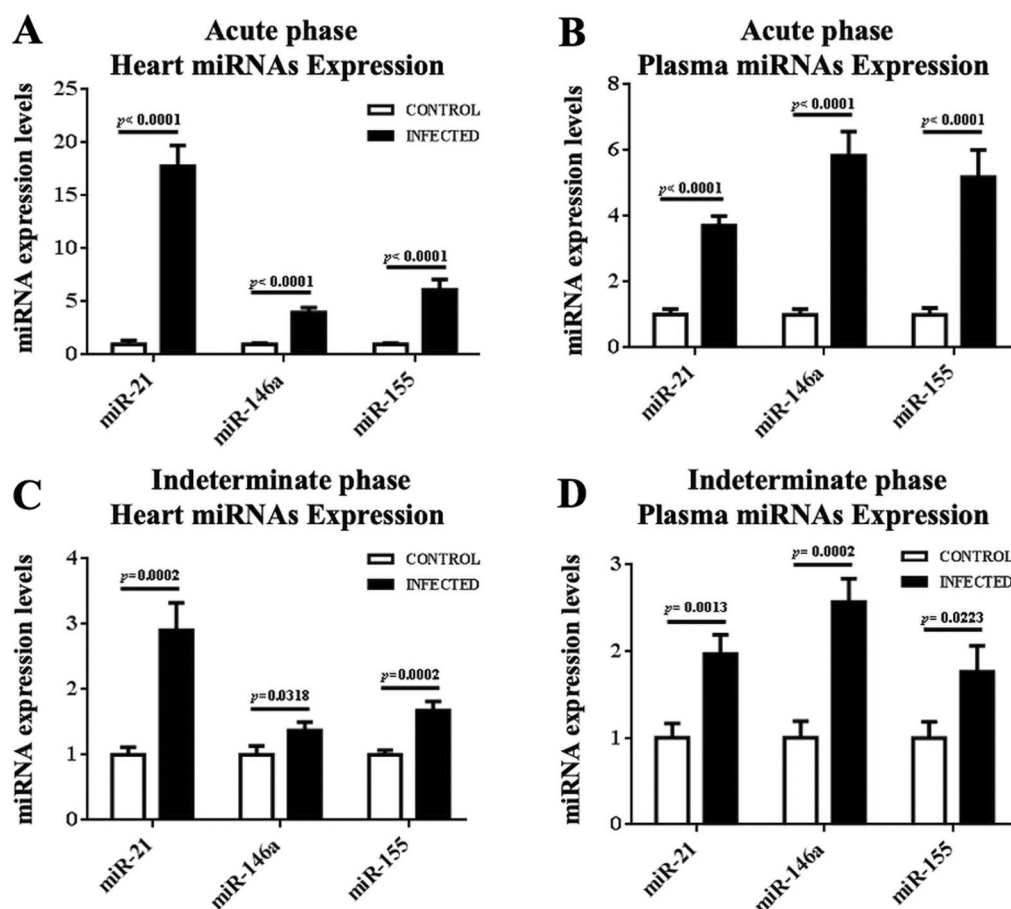 A
Acute phase
Heart miRNAs Expression
miRNA expression levels
25
20
15
10
5
0
p< 0.0001
p< 0.0001
p< 0.0001
CONTROL
INFECTED
miR-21
miR-146a
miR-155
B
Acute phase
Plasma miRNAs Expression
miRNA expression levels
8
6
4
2
0
p< 0.0001
p< 0.0001
p< 0.0001
miR-21
miR-146a
miR-155
C
Indeterminate phase
Heart miRNAs Expression
miRNA expression levels
4
3
2
1
0
p=0.0002
p=0.0318
p=0.0002
CONTROL
INFECTED
miR-21
miR-146a
miR-155
D
Indeterminate phase
Plasma miRNAs Expression
miRNA expression levels
3
2
1
0
p= 0.0013
p= 0.0002
p= 0.0223
CONTROL
INFECTED
miR-21
miR-146a
miR-155